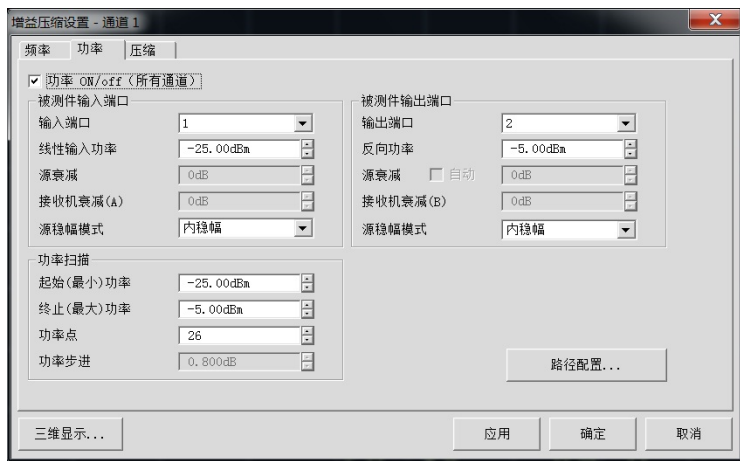 增益压缩设置 - 通道 1
频率 功率 压缩
功率 ON/off（所有通道）
被测件输入端口
输入端口 1
线性输入功率 -25.00dBm
源衰减 0dB
接收机衰减(A) 0dB
源稳幅模式 内稳幅
被测件输出端口
输出端口 2
反向功率 -5.00dBm
源衰减 自动 0dB
接收机衰减(B) 0dB
源稳幅模式 内稳幅
功率扫描
起始(最小)功率 -25.00dBm
终止(最大)功率 -5.00dBm
功率点 26
功率步进 0.800dB
路径配置...
三维显示... 应用 确定 取消